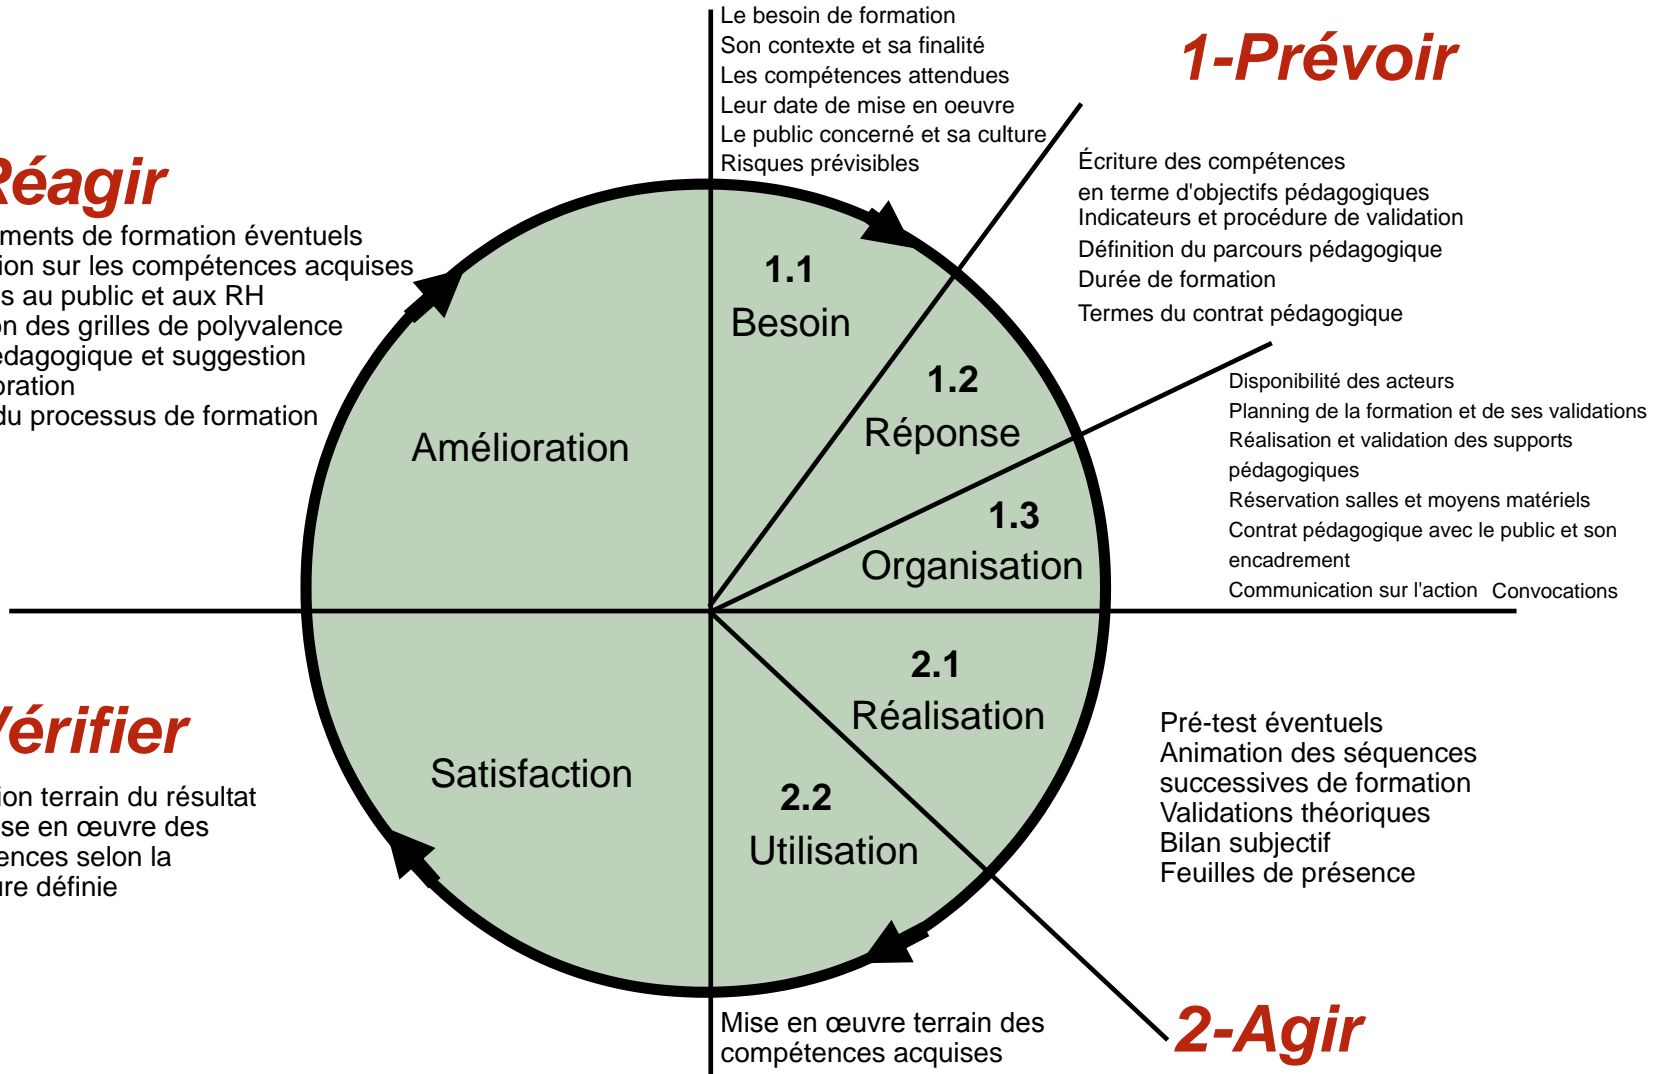 Le besoin de formation
Son contexte et sa finalité
Les compétences attendues
Leur date de mise en oeuvre
Le public concerné et sa culture
Risques prévisibles
1-Prévoir
Écriture des compétences
en terme d'objectifs pédagogiques
Indicateurs et procédure de validation
Définition du parcours pédagogique
Durée de formation
Termes du contrat pédagogique
Disponibilité des acteurs
Planning de la formation et de ses validations
Réalisation et validation des supports
pédagogiques
Réservation salles et moyens matériels
Contrat pédagogique avec le public et son
encadrement
Communication sur l'action Convocations
Réagir
de formation éventuels
sur les compétences acquises
au public et aux RH
des grilles de polyvalence
et suggestion
du processus de formation
1.1
Besoin
1.2
Réponse
1.3
Organisation
Amélioration
2.1
Réalisation
2.2
Utilisation
Satisfaction
Vérifier
terrain du résultat
en œuvre des
selon la
définie
Pré-test éventuels
Animation des séquences
successives de formation
Validations théoriques
Bilan subjectif
Feuilles de présence
Mise en œuvre terrain des
compétences acquises
2-Agir